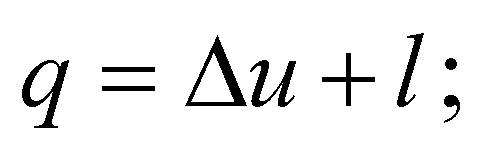 q = Δu + l;